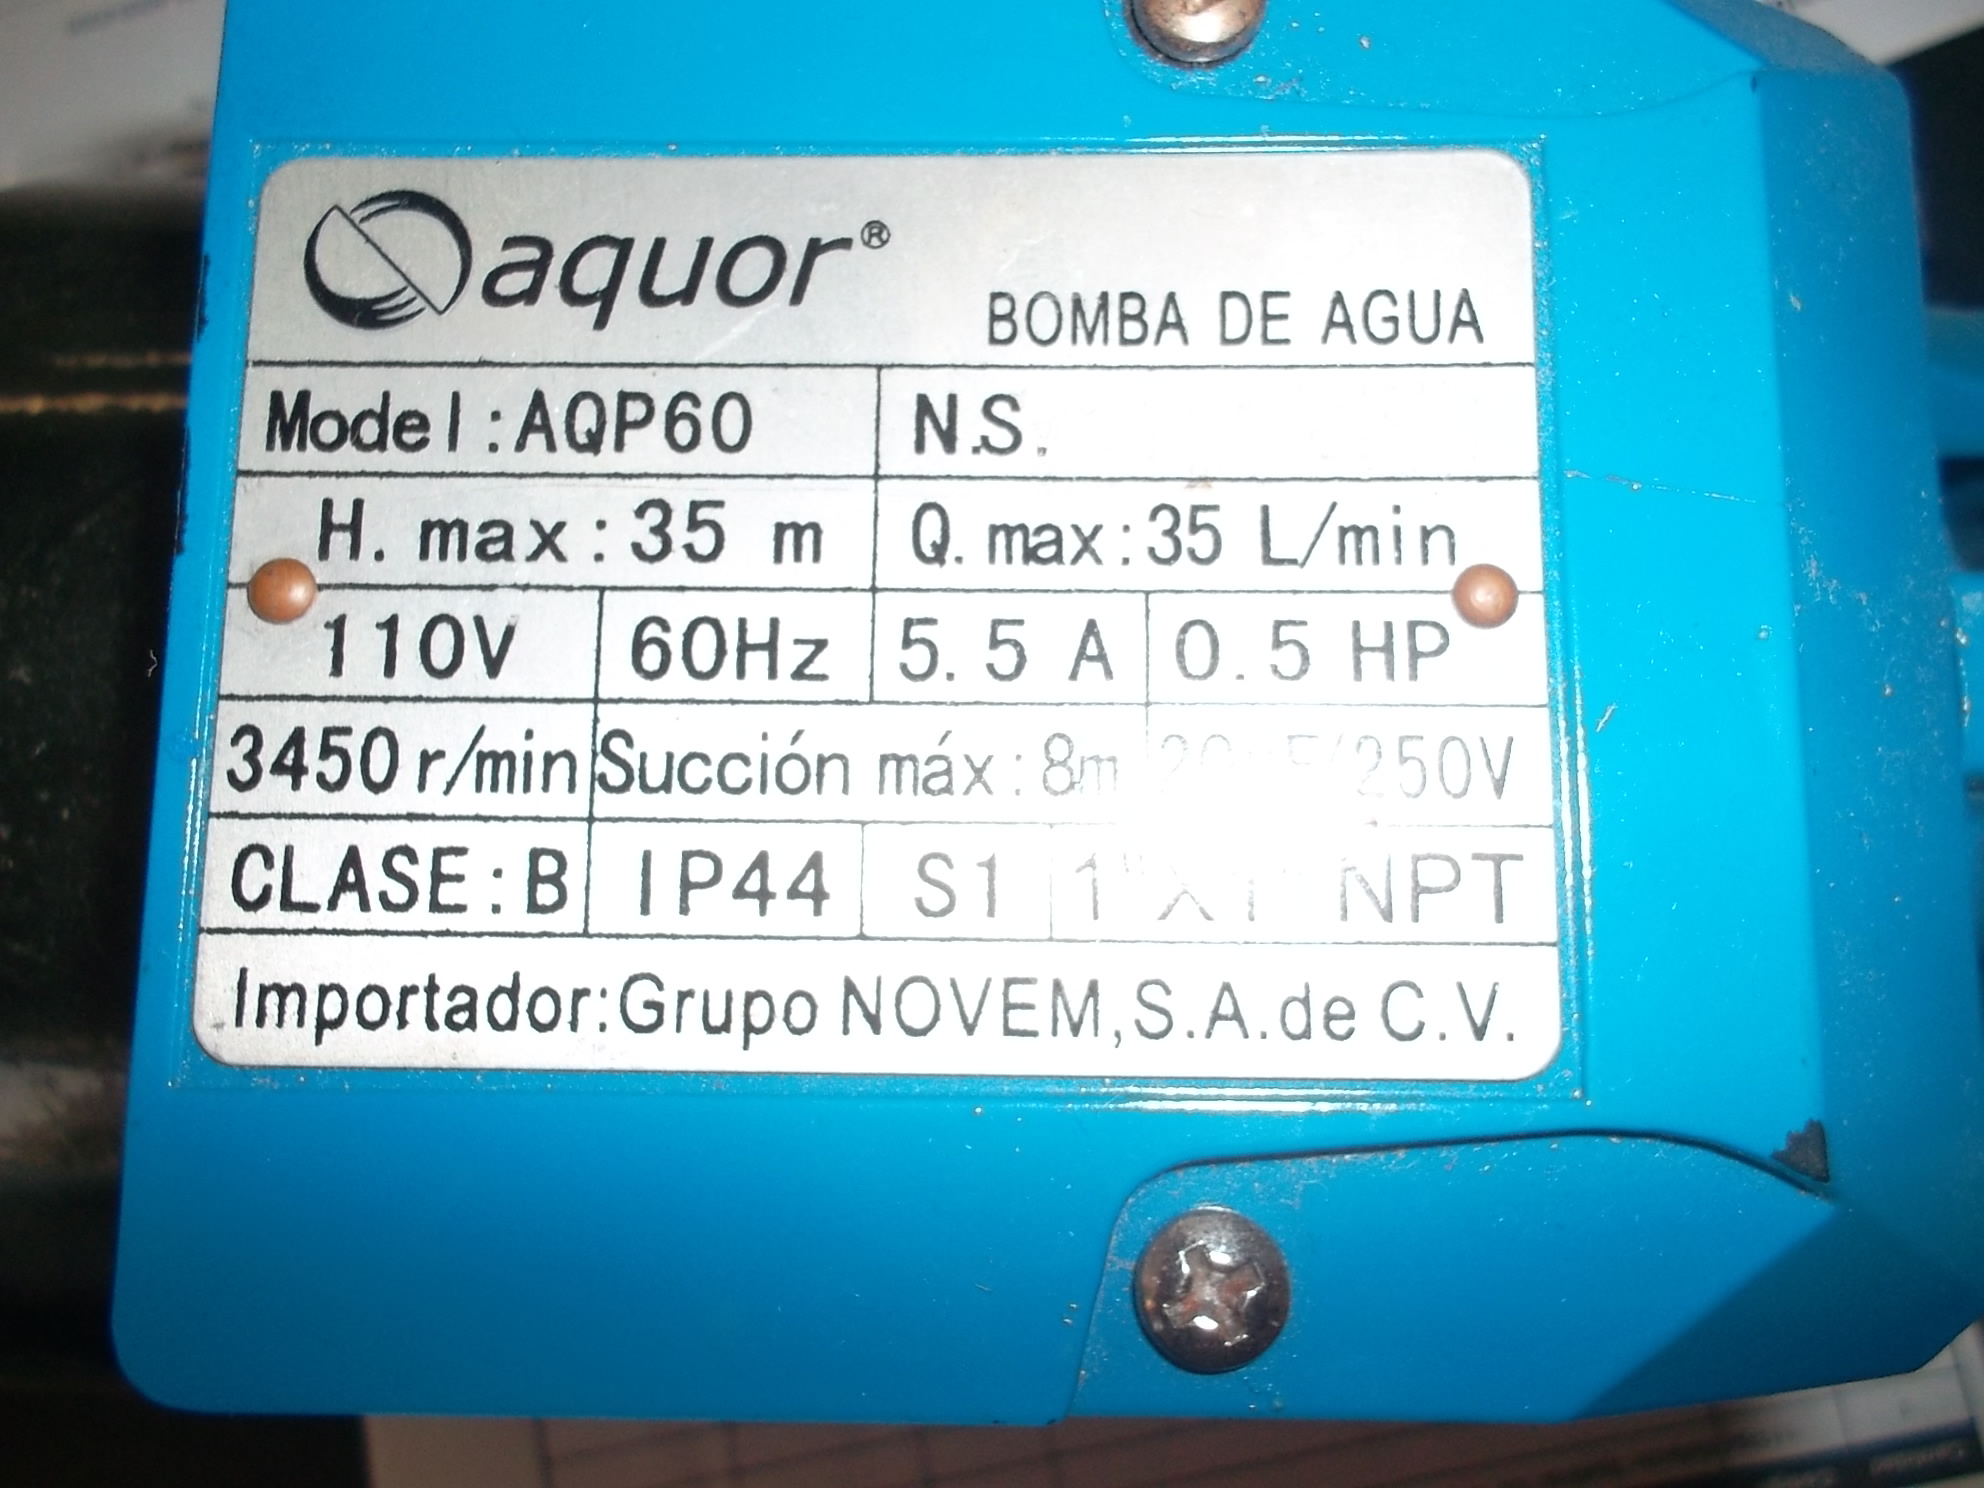 aquor®
BOMBA DE AGUA
Model:AQP60 N.S.
H. max:35 m Q. max:35 L/min
110V 60Hz 5.5 A 0.5 HP
3450 r/min Succión máx:8m 250V
CLASE:B IP44 S1 1"X1" NPT
Importador:Grupo NOVEM,S.A.de C.V.